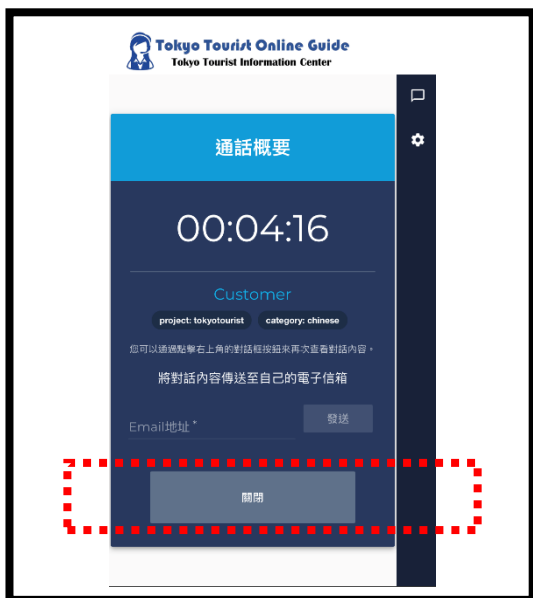 Tokyo Tourist Online Guide
Tokyo Tourist Information Center
通話概要
00:04:16
Customer
project: tokyotourist category: chinese
您可以通過點擊右上角的對話框按鈕來再次查看對話內容。
將對話內容傳送至自己的電子信箱
Email地址 * 發送
關閉